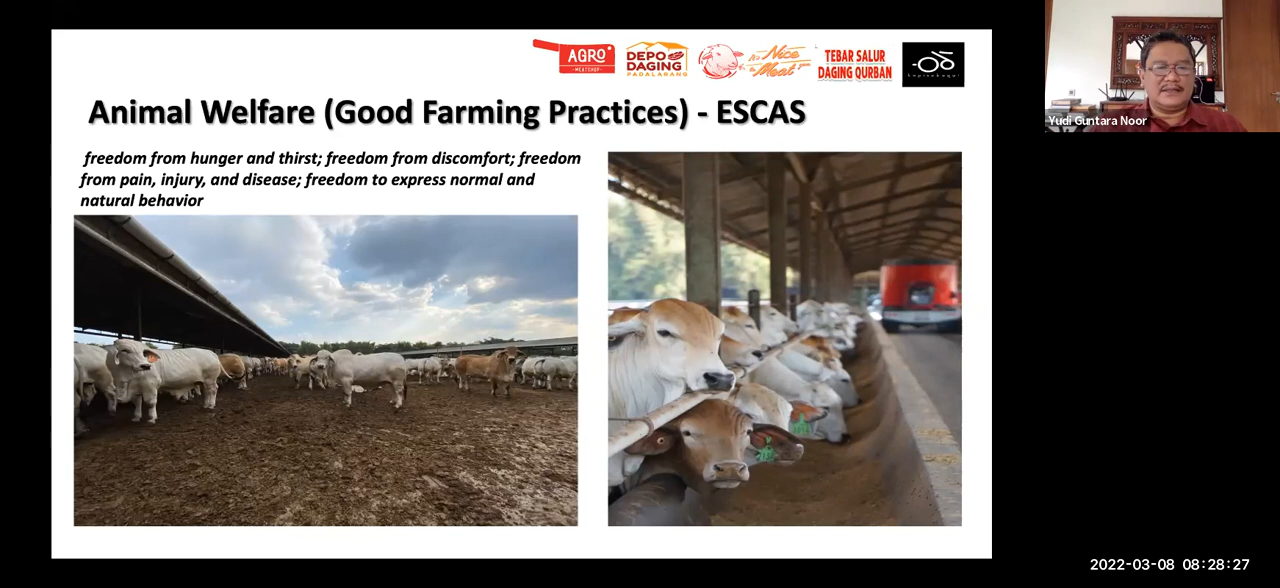 AGRO
MEATSHOP
DEPO
DAGING
PADALARANG
It's Nice
to Meat you
TEBAR SALUR
DAGING QURBAN
Yudi Guntara Noor
Animal Welfare (Good Farming Practices) - ESCAS
freedom from hunger and thirst; freedom from discomfort; freedom
from pain, injury, and disease; freedom to express normal and
natural behavior
2022-03-08 08:28:27